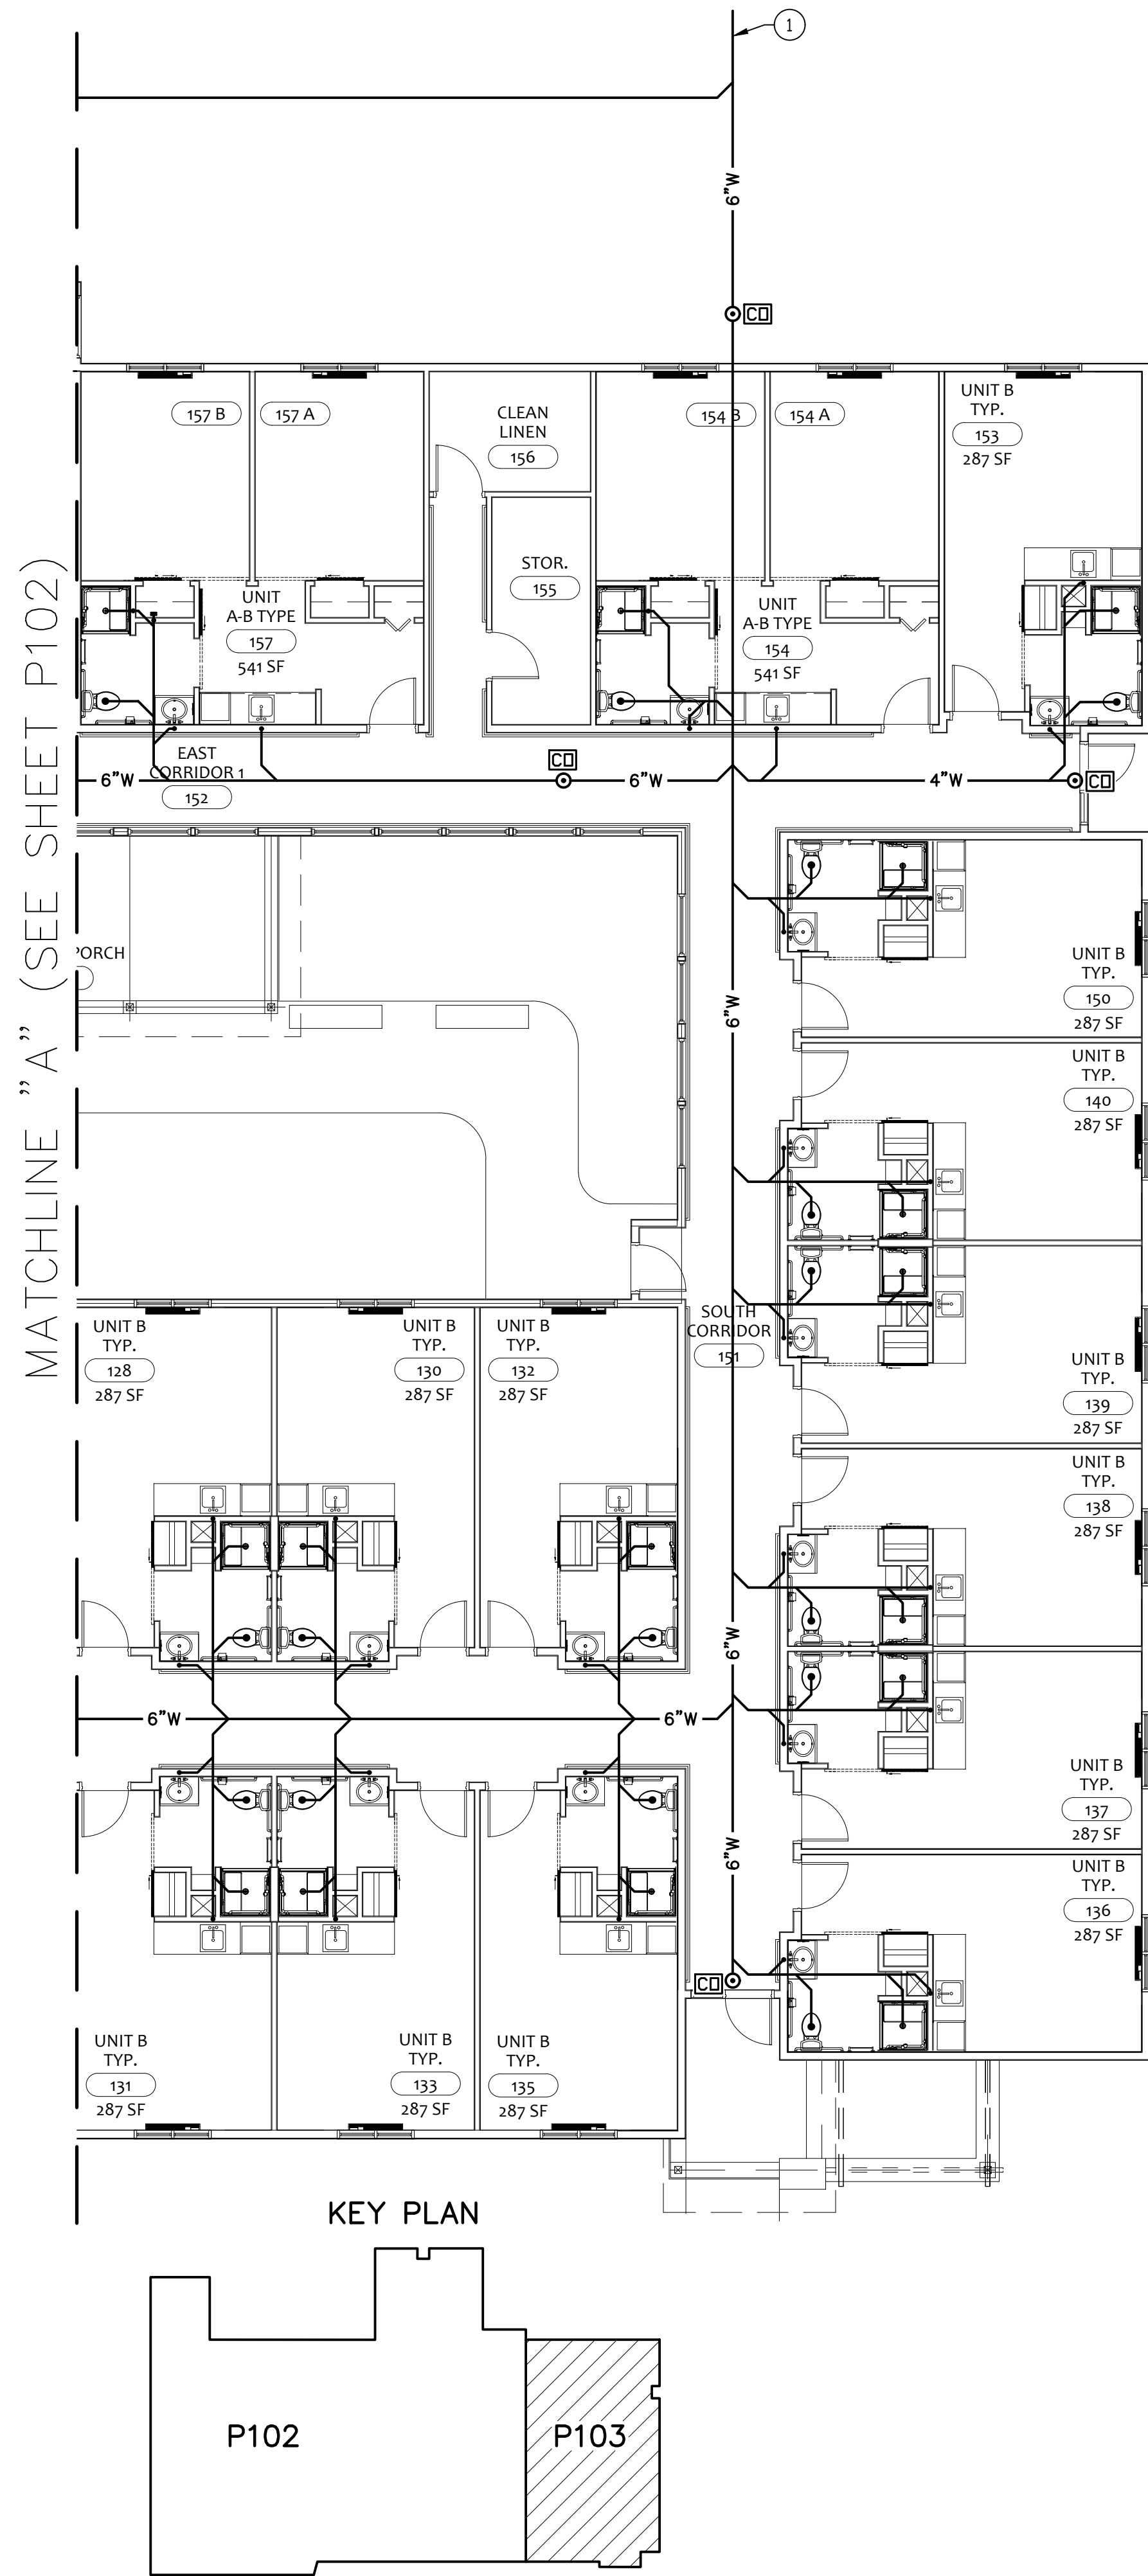 1
6"W
CO
157 B
157 A
CLEAN
LINEN
156
154 B
154 A
UNIT B
TYP.
153
287 SF
STOR.
155
UNIT
A-B TYPE
157
541 SF
UNIT
A-B TYPE
154
541 SF
MATCHLINE "A" (SEE SHEET P102)
EAST
CORRIDOR 1
152
6"W
CO
6"W
4"W
CO
PORCH
UNIT B
TYP.
150
287 SF
6"W
UNIT B
TYP.
140
287 SF
SOUTH
CORRIDOR
151
UNIT B
TYP.
128
287 SF
UNIT B
TYP.
130
287 SF
UNIT B
TYP.
132
287 SF
UNIT B
TYP.
139
287 SF
UNIT B
TYP.
138
287 SF
6"W
6"W
6"W
UNIT B
TYP.
137
287 SF
6"W
UNIT B
TYP.
136
287 SF
CO
UNIT B
TYP.
131
287 SF
UNIT B
TYP.
133
287 SF
UNIT B
TYP.
135
287 SF
KEY PLAN
P102
P103